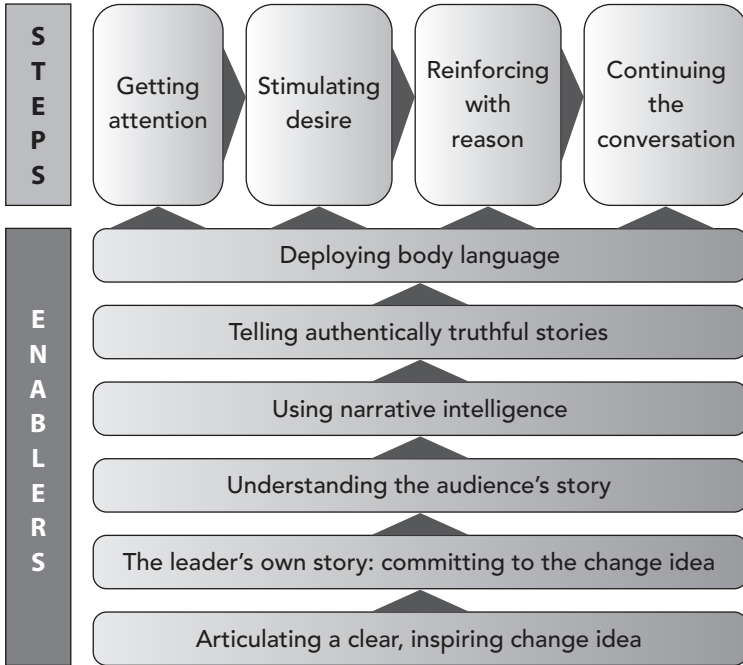 STEPS
Getting
attention
Stimulating
desire
Reinforcing
with
reason
Continuing
the
conversation
ENABLERS
Deploying body language
Telling authentically truthful stories
Using narrative intelligence
Understanding the audience’s story
The leader’s own story: committing to the change idea
Articulating a clear, inspiring change idea